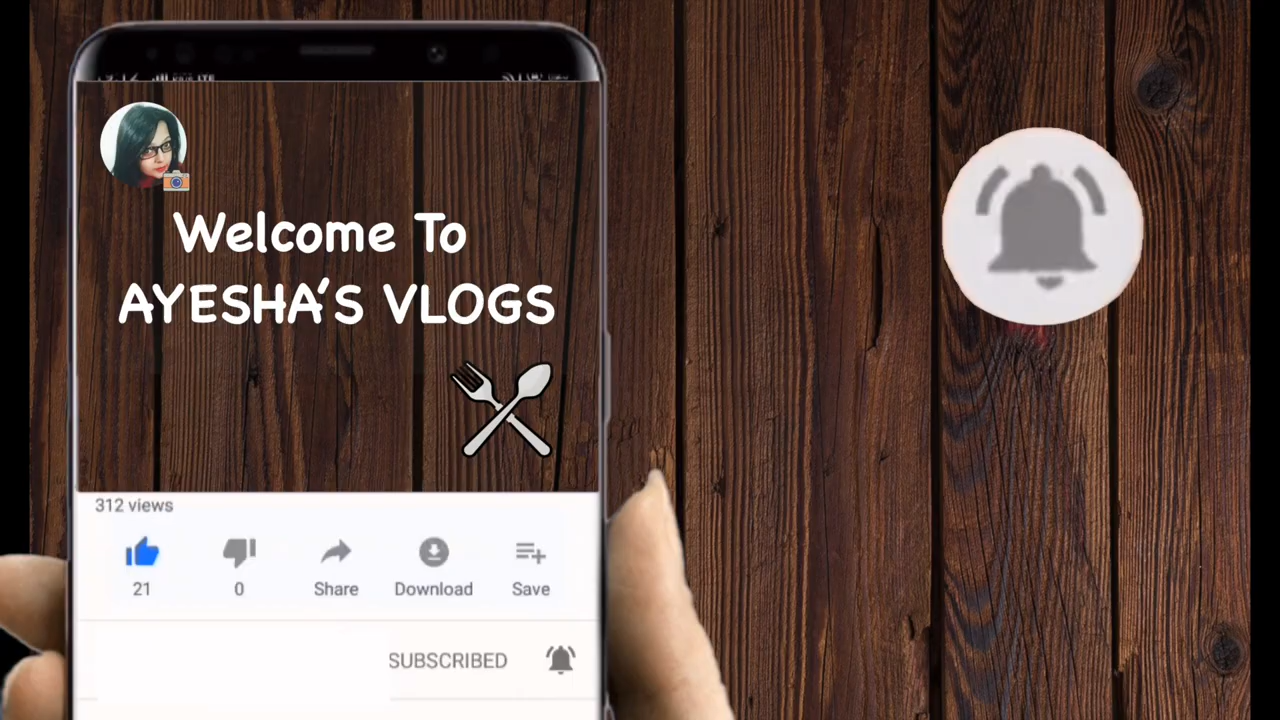 Welcome To
AYESHA'S VLOGS
312 views
21
0
Share
Download
Save
SUBSCRIBED